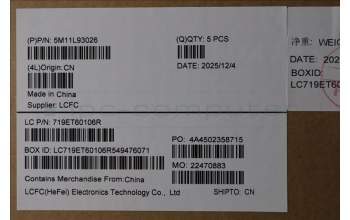 (P)P/N: 5M11L93026
(Q)QTY: 5 PCS
(4L)Origin:CN
DATE: 2025/12/4
Made in China
Supplier: LCFC
净重: WEIG
DATE: 202
BOXID:
LC719ET60
LC P/N: 719ET60106R
PO: 4A4502358715
BOX ID: LC719ET60106R549476071
MO: 22470883
Contains Merchandise From:China
LCFC(HeFei) Electronics Technology Co., Ltd
SHIPTO: CN